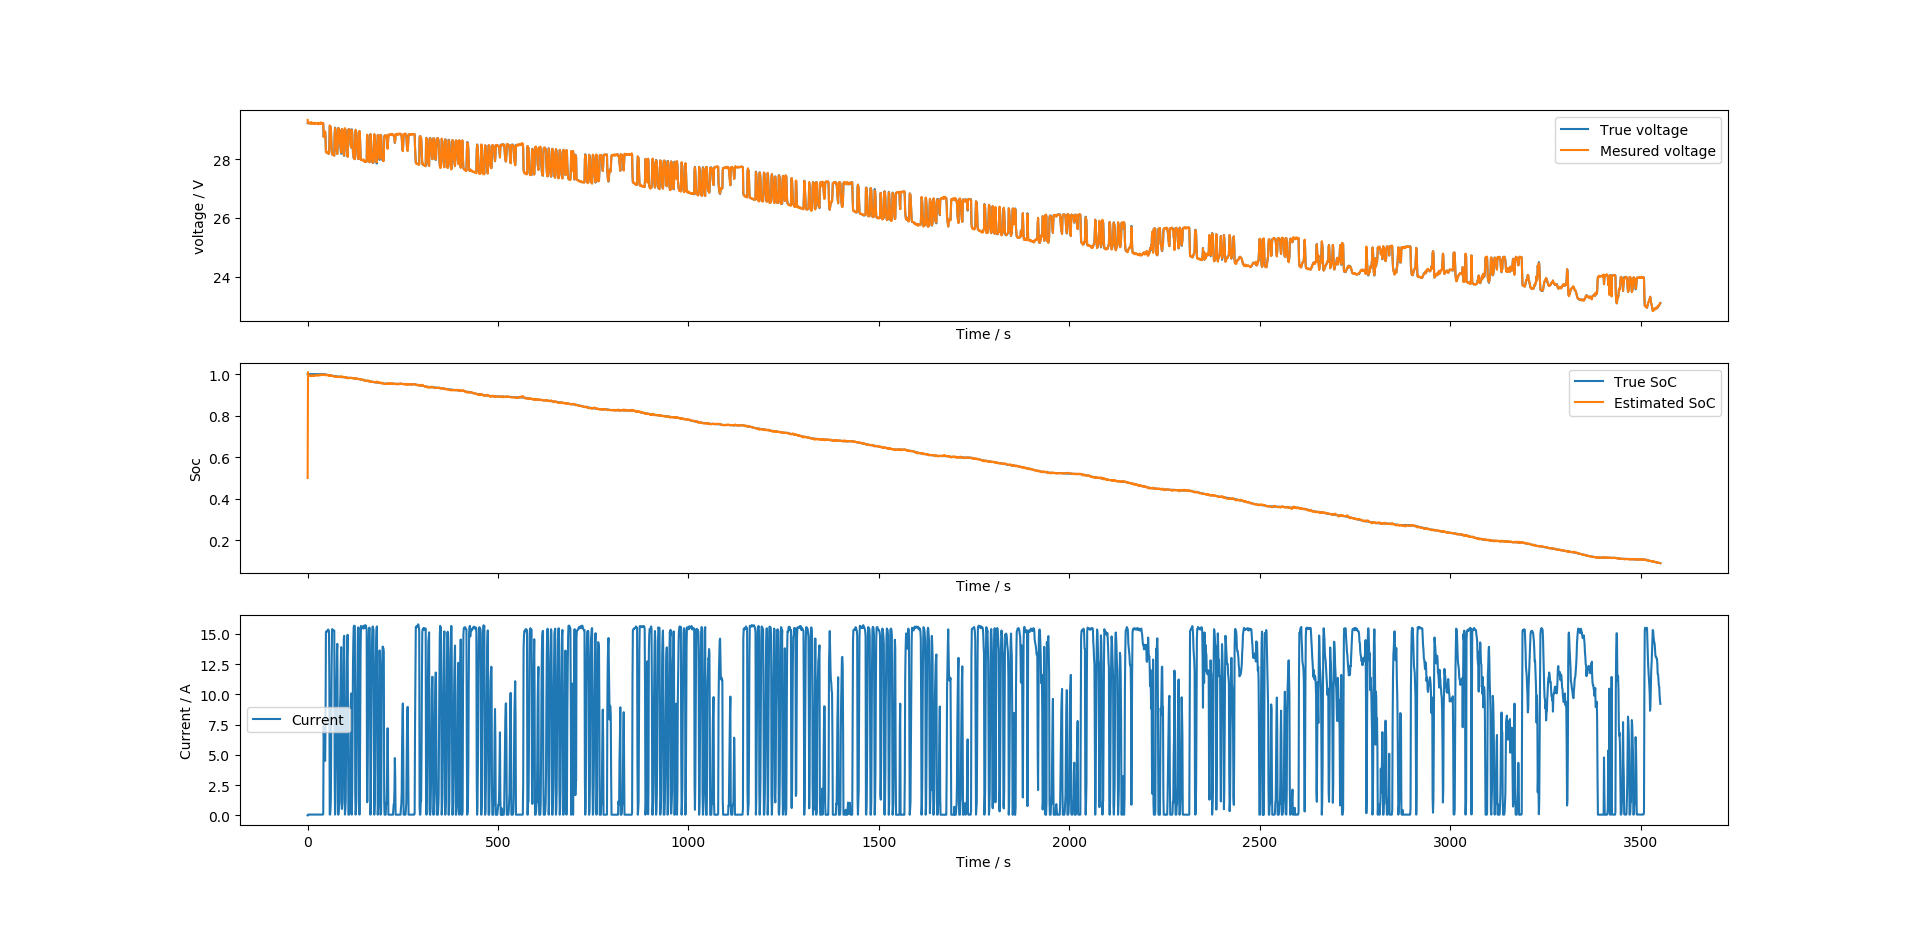 28
26
24
voltage / V
True voltage
Mesured voltage
Time / s
1.0
0.8
0.6
0.4
0.2
Soc
True SoC
Estimated SoC
Time / s
15.0
12.5
10.0
7.5
5.0
2.5
0.0
Current / A
Current
0 500 1000 1500 2000 2500 3000 3500
Time / s